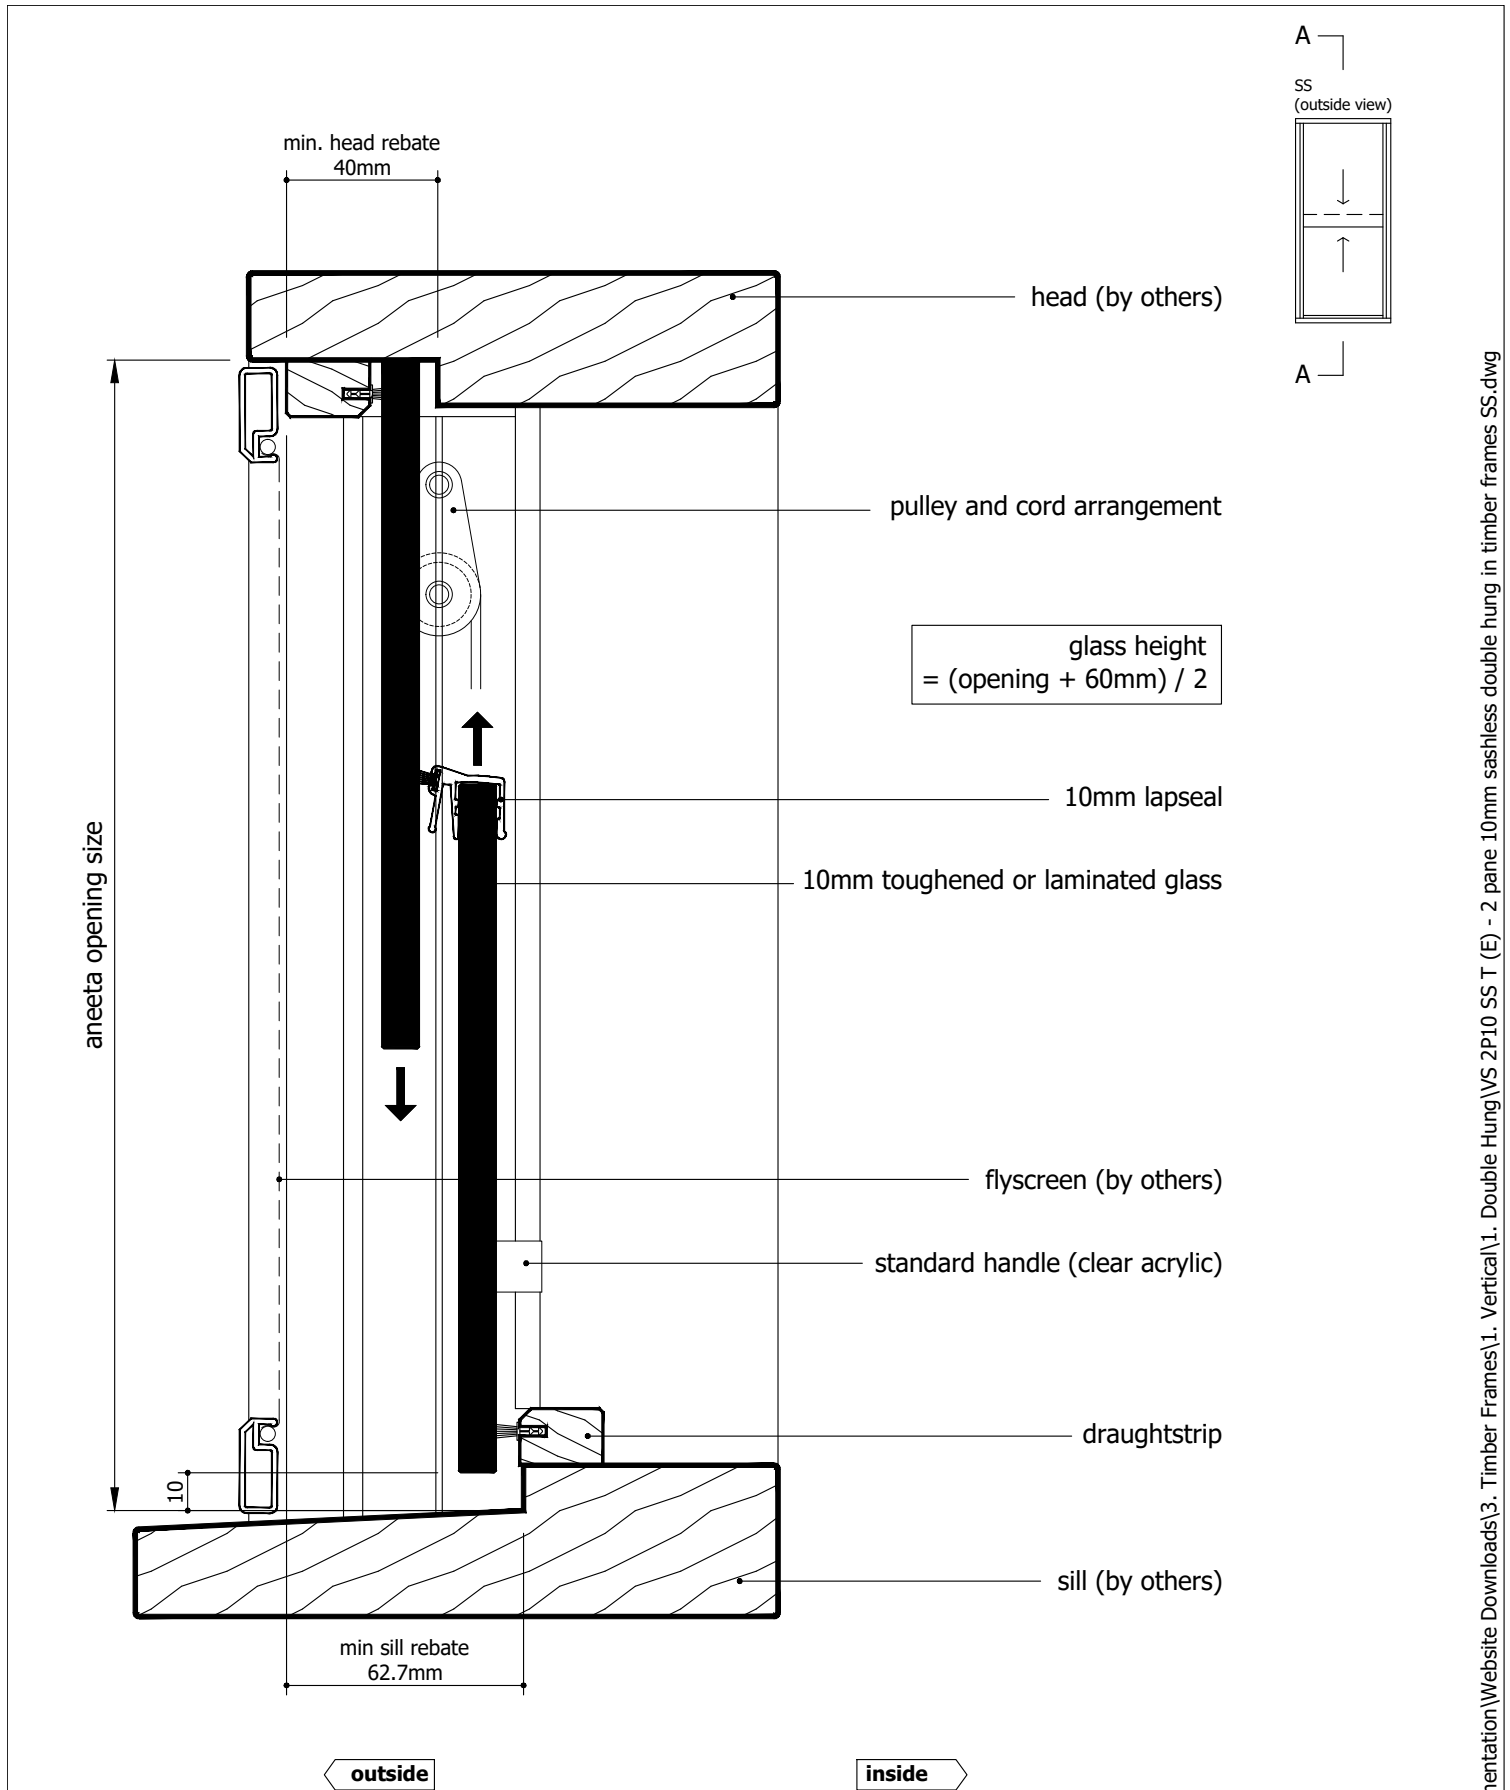 A
SS
(outside view)
A
min. head rebate
40mm
head (by others)
pulley and cord arrangement
glass height
= (opening + 60mm) / 2
10mm lapseal
10mm toughened or laminated glass
aneeta opening size
flyscreen (by others)
standard handle (clear acrylic)
draughtstrip
10
sill (by others)
min sill rebate
62.7mm
outside
inside
entation\Website Downloads\3. Timber Frames\1. Vertical\1. Double Hung\VS 2P10 SS T (E) - 2 pane 10mm sashless double hung in timber frames SS.dwg